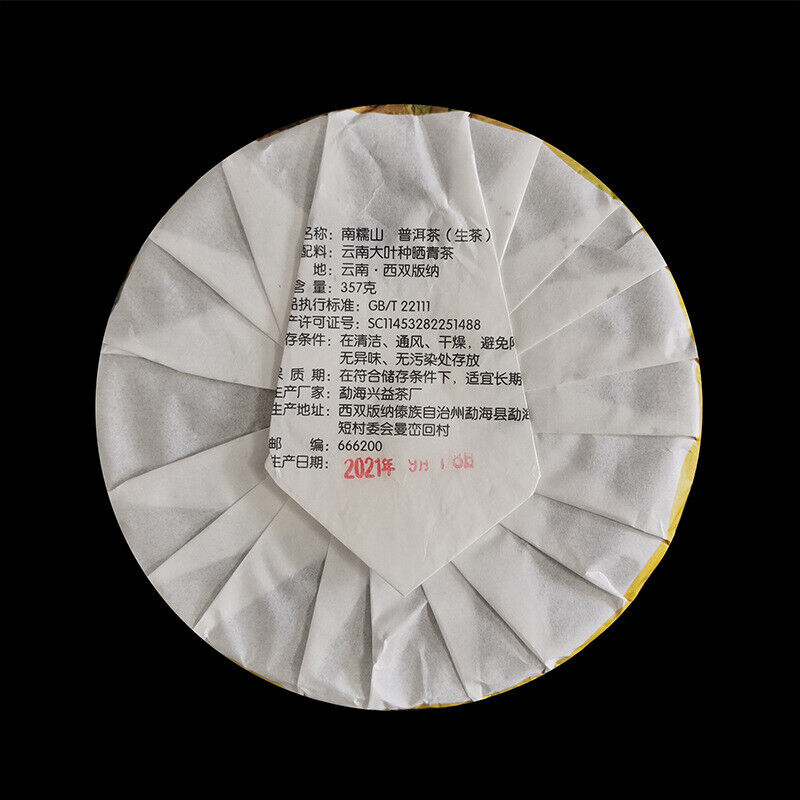 名称：南糯山 普洱茶（生茶）
配料：云南大叶种晒青茶
地：云南·西双版纳
含 量：357克
品执行标准：GB/T 22111
产许可证号：SC11453282251488
存条件：在清洁、通风、干燥，避免阳
无异味、无污染处存放
质 期：在符合储存条件下，适宜长期
生产厂家：勐海兴益茶厂
生产地址：西双版纳傣族自治州勐海县勐海
短村委会曼峦回村
邮 编：666200
生产日期：2021年